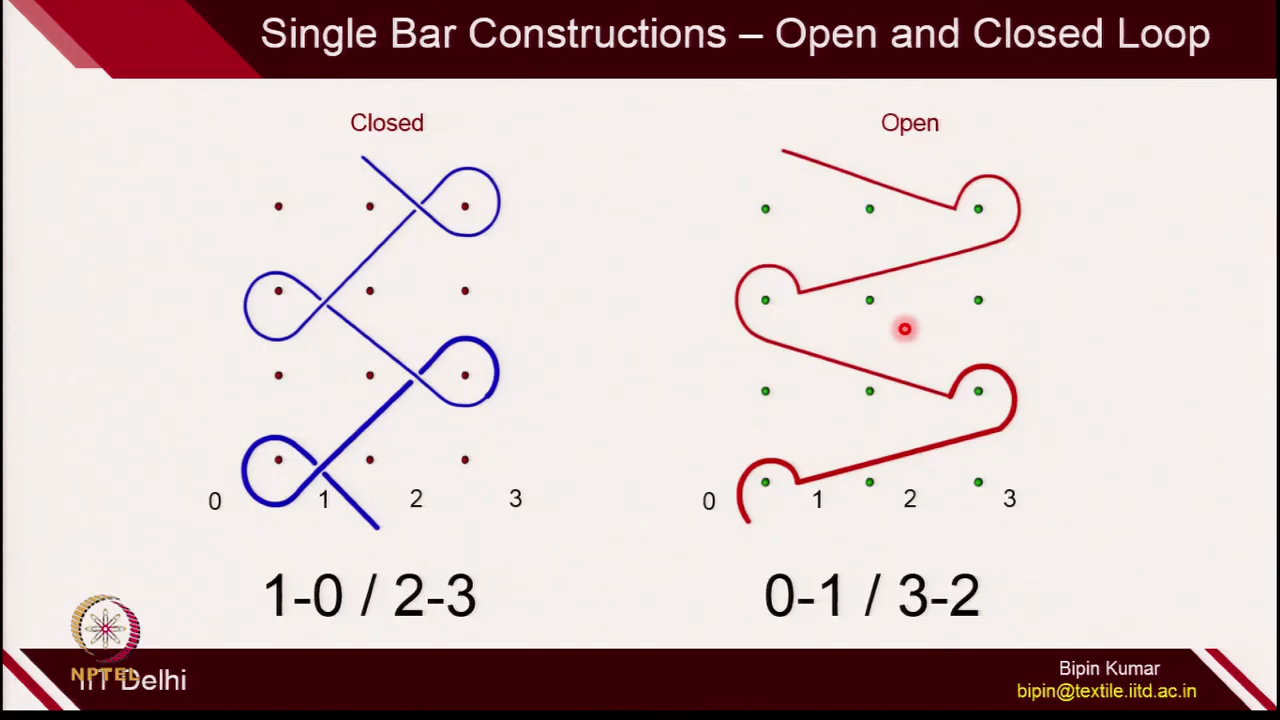 Single Bar Constructions – Open and Closed Loop
Closed
Open
0 1 2 3
0 1 2 3
1-0 / 2-3
0-1 / 3-2
NPTEL
IIT Delhi
Bipin Kumar
bipin@textile.iitd.ac.in